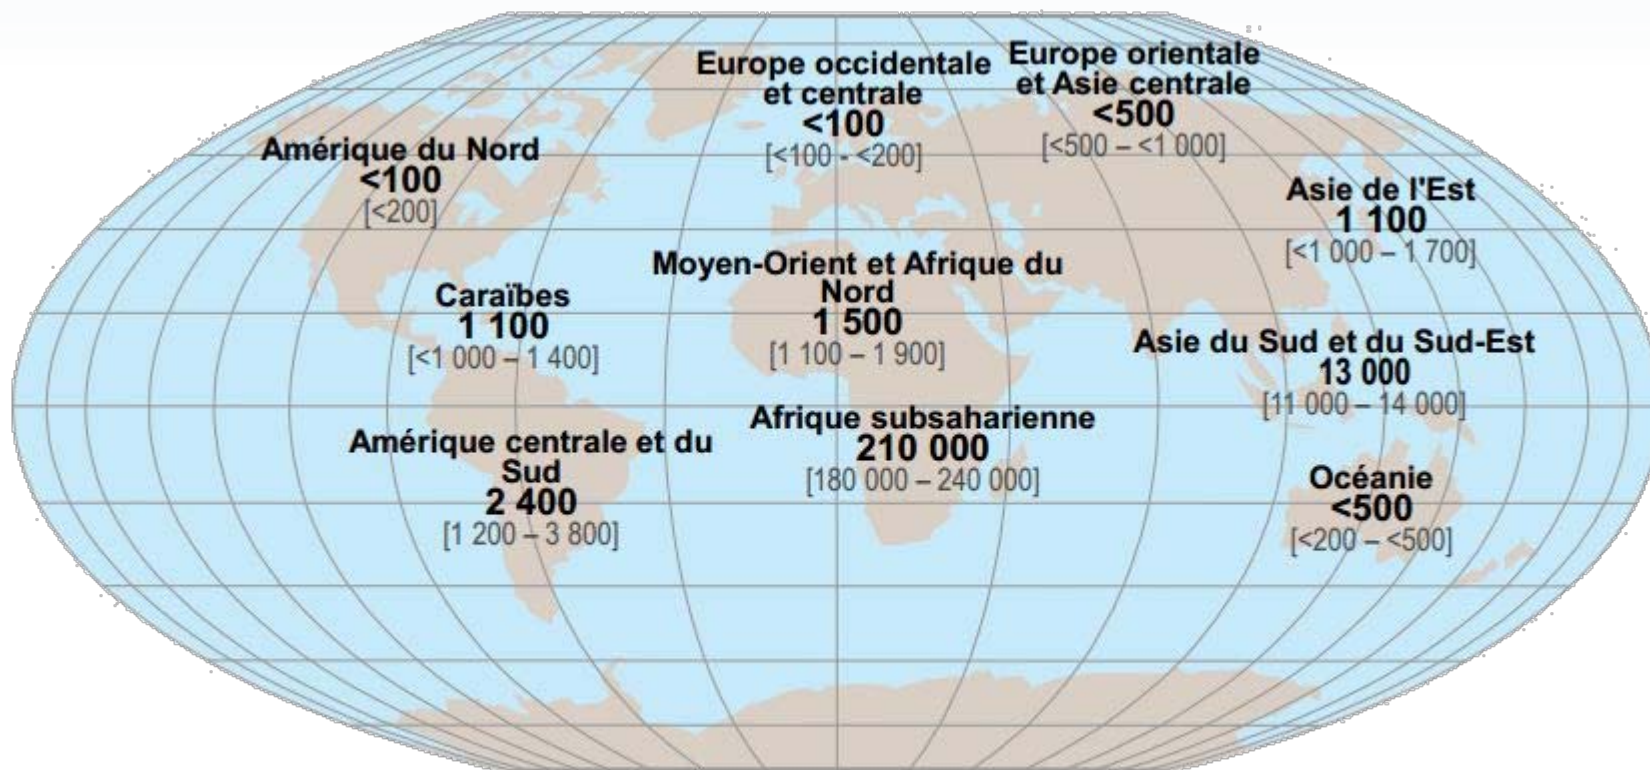 Europe occidentale
et centrale
<100
[<100 - <200]
Europe orientale
et Asie centrale
<500
[<500 – <1 000]
Amérique du Nord
<100
[<200]
Asie de l'Est
1 100
[<1 000 – 1 700]
Moyen-Orient et Afrique du
Nord
1 500
[1 100 – 1 900]
Caraïbes
1 100
[<1 000 – 1 400]
Asie du Sud et du Sud-Est
13 000
[11 000 – 14 000]
Afrique subsaharienne
210 000
[180 000 – 240 000]
Amérique centrale et du
Sud
2 400
[1 200 – 3 800]
Océanie
<500
[<200 – <500]